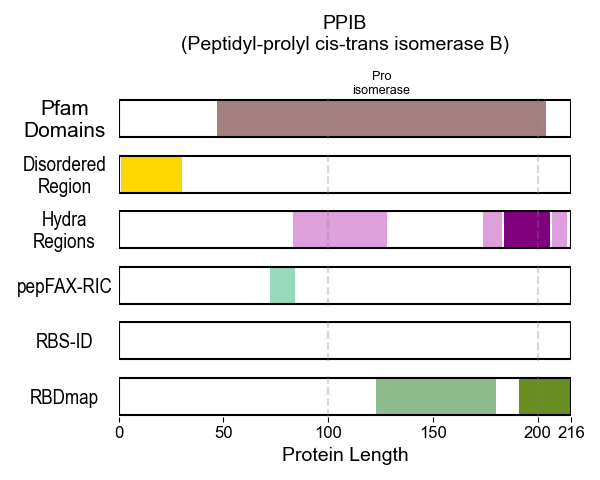 PPIB
(Peptidyl-prolyl cis-trans isomerase B)
Pro
isomerase
Pfam
Domains
Disordered
Region
Hydra
Regions
pepFAX-RIC
RBS-ID
RBDmap
0 50 100 150 200 216
Protein Length